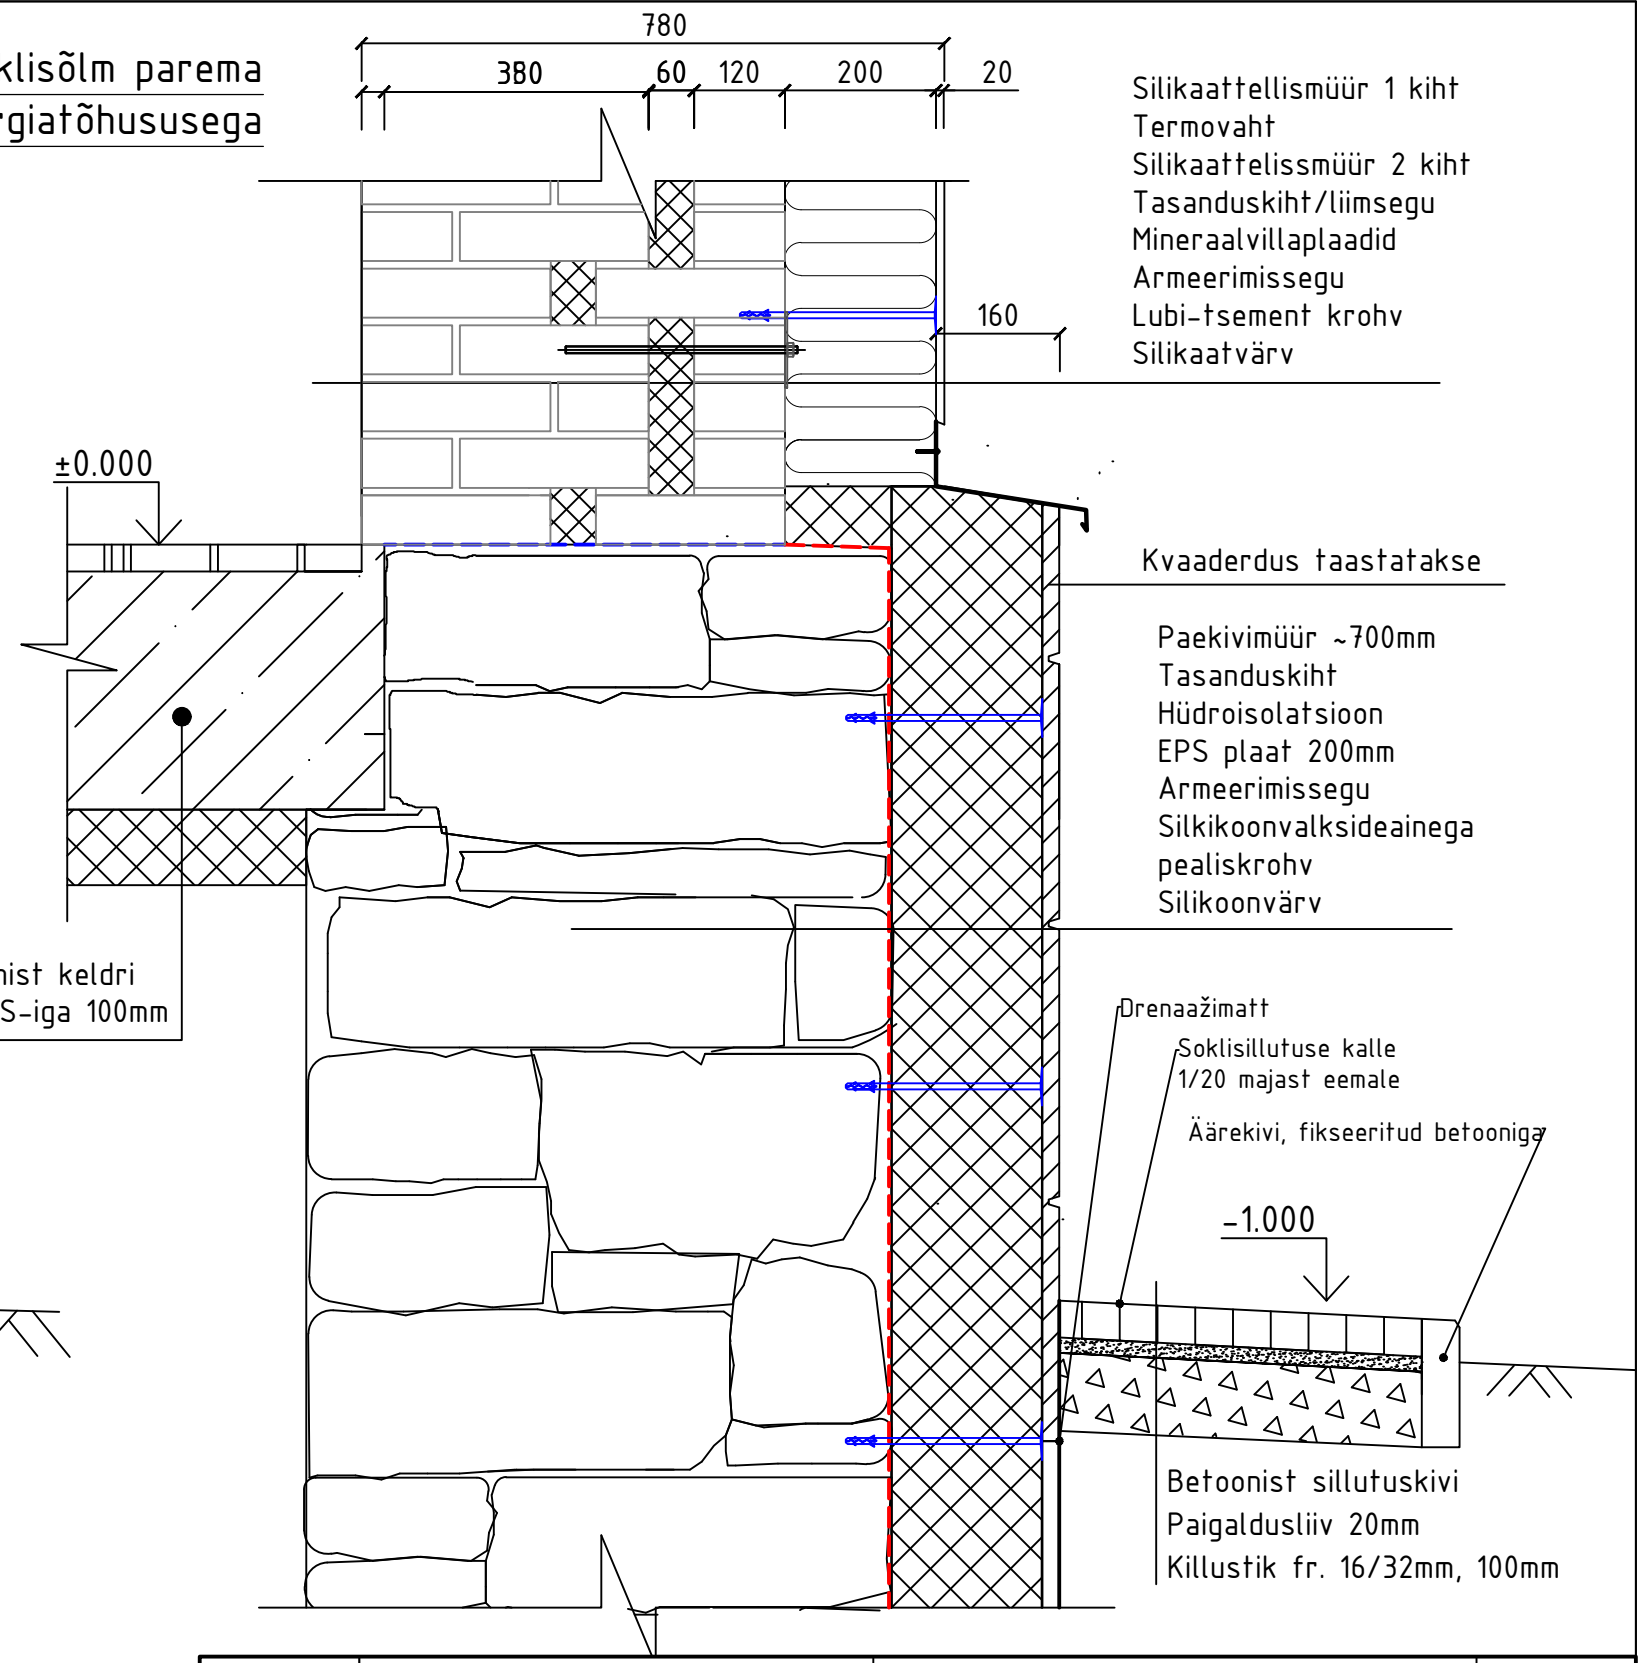 klisõlm parema
rgiatõhususega
780
380
60
120
200
20
Silikaattellismüür 1 kiht
Termovaht
Silikaattelissmüür 2 kiht
Tasanduskiht/liimsegu
Mineraalvillaplaadid
Armeerimissegu
Lubi-tsement krohv
Silikaatvärv
160
±0.000
Kvaaderdus taastatakse
Paekivimüür ~700mm
Tasanduskiht
Hüdroisolatsioon
EPS plaat 200mm
Armeerimissegu
Silkikoonvalksideainega
pealiskrohv
Silikoonvärv
nist keldri
S-iga 100mm
Drenaažimatt
Soklisillutuse kalle
1/20 majast eemale
Äärekivi, fikseeritud betooniga
-1.000
Betoonist sillutuskivi
Paigaldusliiv 20mm
Killustik fr. 16/32mm, 100mm